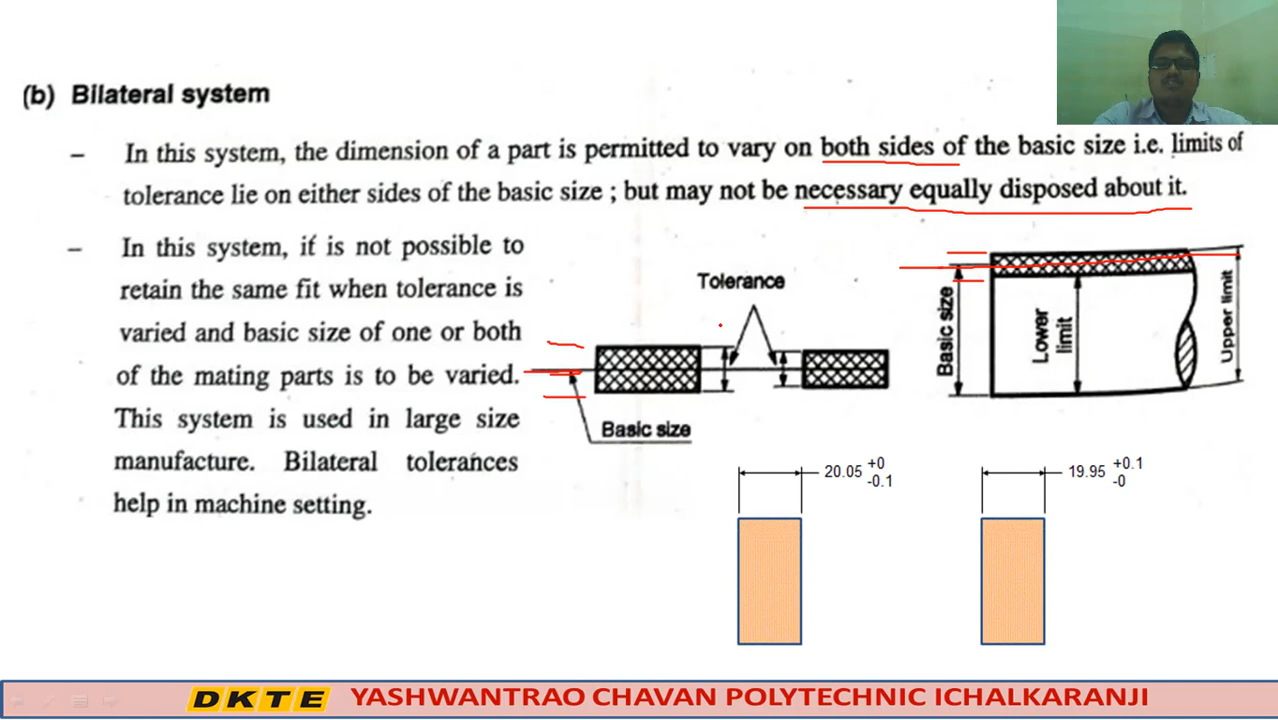 (b) Bilateral system
– In this system, the dimension of a part is permitted to vary on both sides of the basic size i.e. limits of
tolerance lie on either sides of the basic size ; but may not be necessary equally disposed about it.
– In this system, if is not possible to
retain the same fit when tolerance is
varied and basic size of one or both
of the mating parts is to be varied.
This system is used in large size
manufacture. Bilateral tolerances
help in machine setting.
Tolerance
Basic size
Basic size
Lower
limit
Upper limit
20.05 +0
-0.1
19.95 +0.1
-0
DKTE YASHWANTRAO CHAVAN POLYTECHNIC ICHALKARANJI